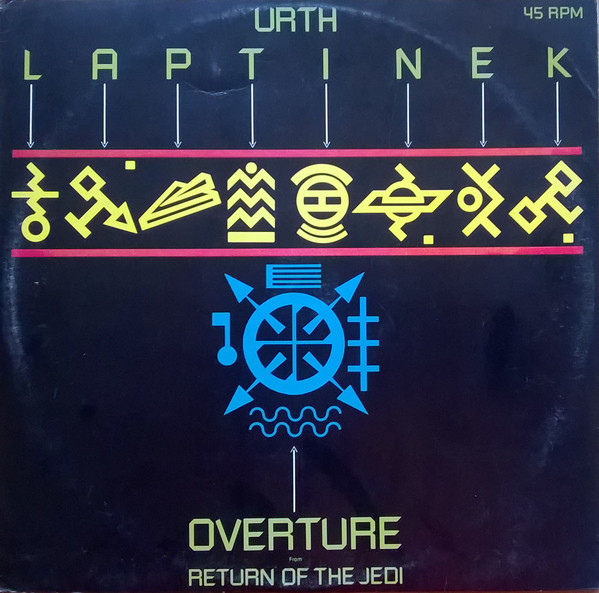 URTH
45 RPM
L A P T I N E K
OVERTURE
From
RETURN OF THE JEDI